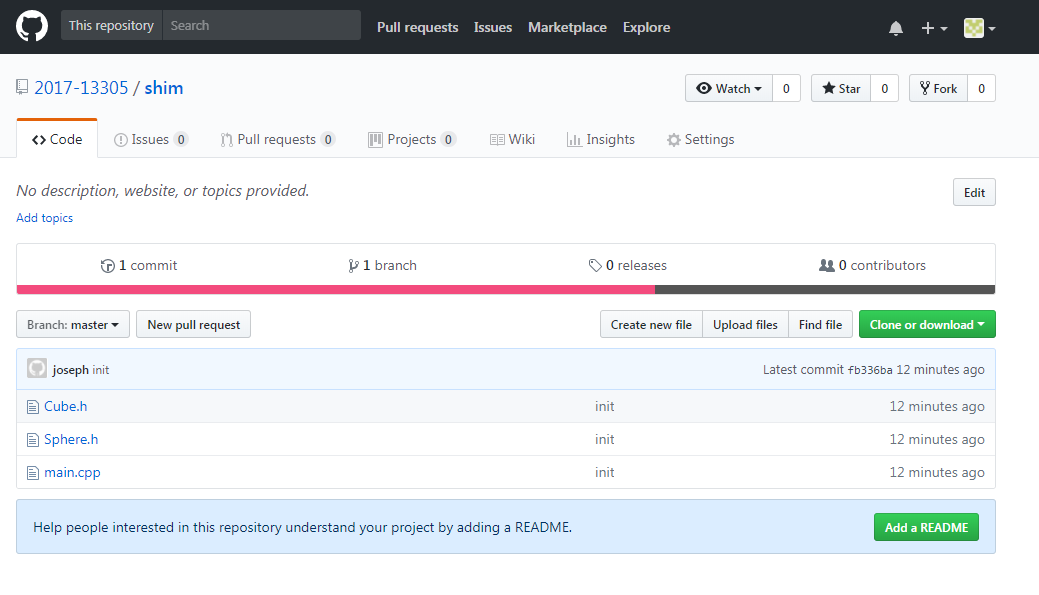 This repository Search Pull requests Issues Marketplace Explore
2017-13305 / shim Watch 0 Star 0 Fork 0
Code Issues 0 Pull requests 0 Projects 0 Wiki Insights Settings
No description, website, or topics provided. Edit
Add topics
1 commit 1 branch 0 releases 0 contributors
Branch: master New pull request Create new file Upload files Find file Clone or download
joseph init Latest commit fb336ba 12 minutes ago
Cube.h init 12 minutes ago
Sphere.h init 12 minutes ago
main.cpp init 12 minutes ago
Help people interested in this repository understand your project by adding a README. Add a README